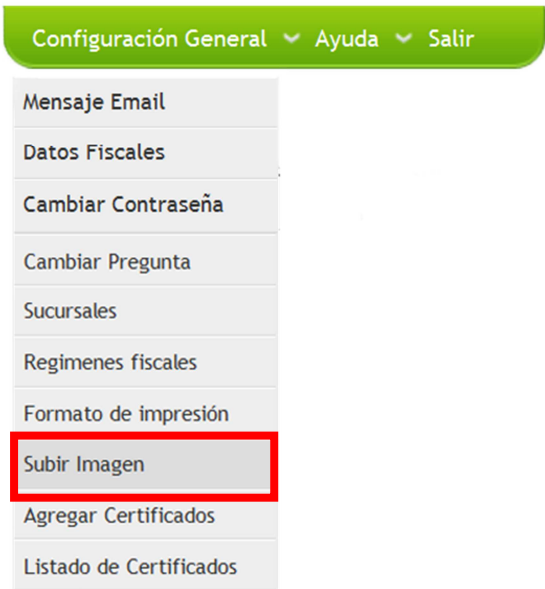 Configuración General Ayuda Salir
Mensaje Email
Datos Fiscales
Cambiar Contraseña
Cambiar Pregunta
Sucursales
Regimenes fiscales
Formato de impresión
Subir Imagen
Agregar Certificados
Listado de Certificados